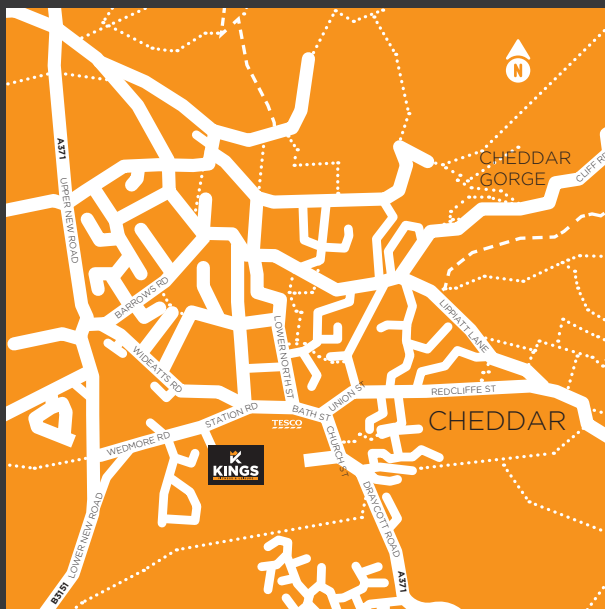 N
CHEDDAR
GORGE
CLIFF RD
A371
UPPER NEW ROAD
BARROWS RD
WIDEATTS RD
LOWER NORTH ST
LIPPIATT LANE
REDCLIFFE ST
UNION ST
BATH ST
STATION RD
TESCO
CHEDDAR
CHURCH ST
WEDMORE RD
KINGS
DRAYCOTT ROAD
A371
LOWER NEW ROAD
B3151